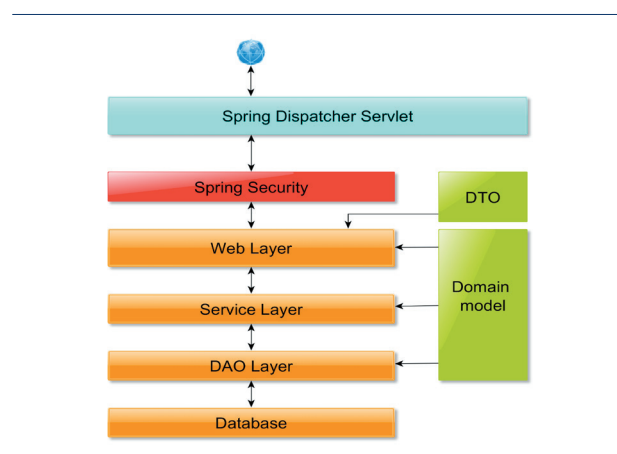 Spring Dispatcher Servlet
Spring Security
DTO
Web Layer
Domain
model
Service Layer
DAO Layer
Database